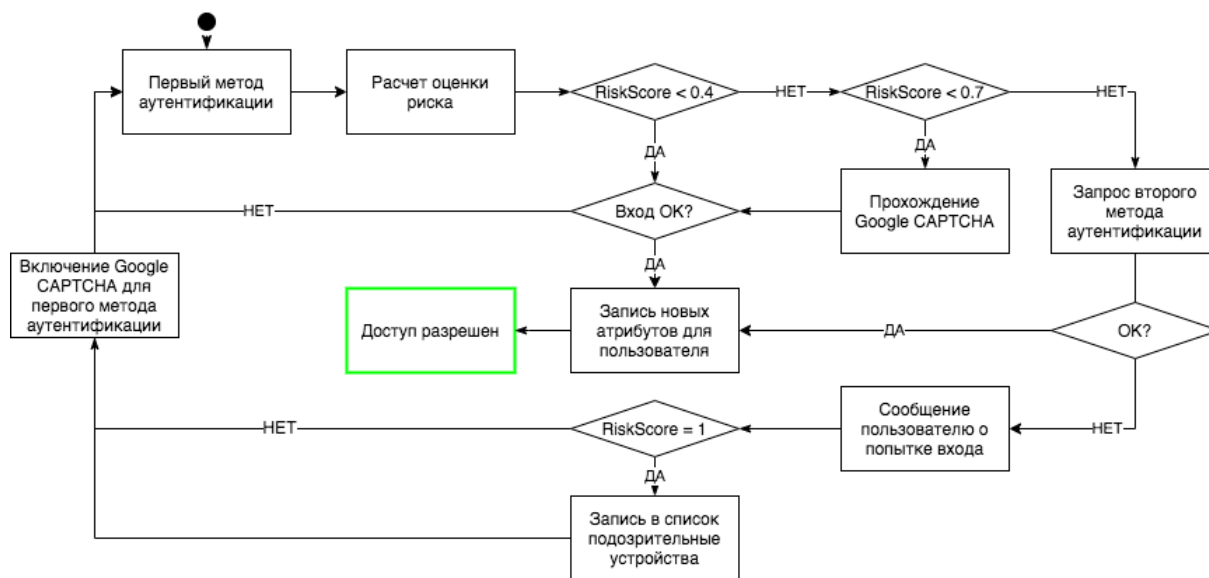 Первый метод
аутентификации
Расчет оценки
риска
RiskScore < 0.4
НЕТ
RiskScore < 0.7
НЕТ
ДА
ДА
НЕТ
Вход OK?
Прохождение
Google CAPTCHA
Запрос второго
метода
аутентификации
Включение Google
CAPTCHA для
первого метода
аутентификации
ДА
Доступ разрешен
Запись новых
атрибутов для
пользователя
ДА
OK?
НЕТ
RiskScore = 1
Сообщение
пользователю о
попытке входа
НЕТ
ДА
Запись в список
подозрительные
устройства